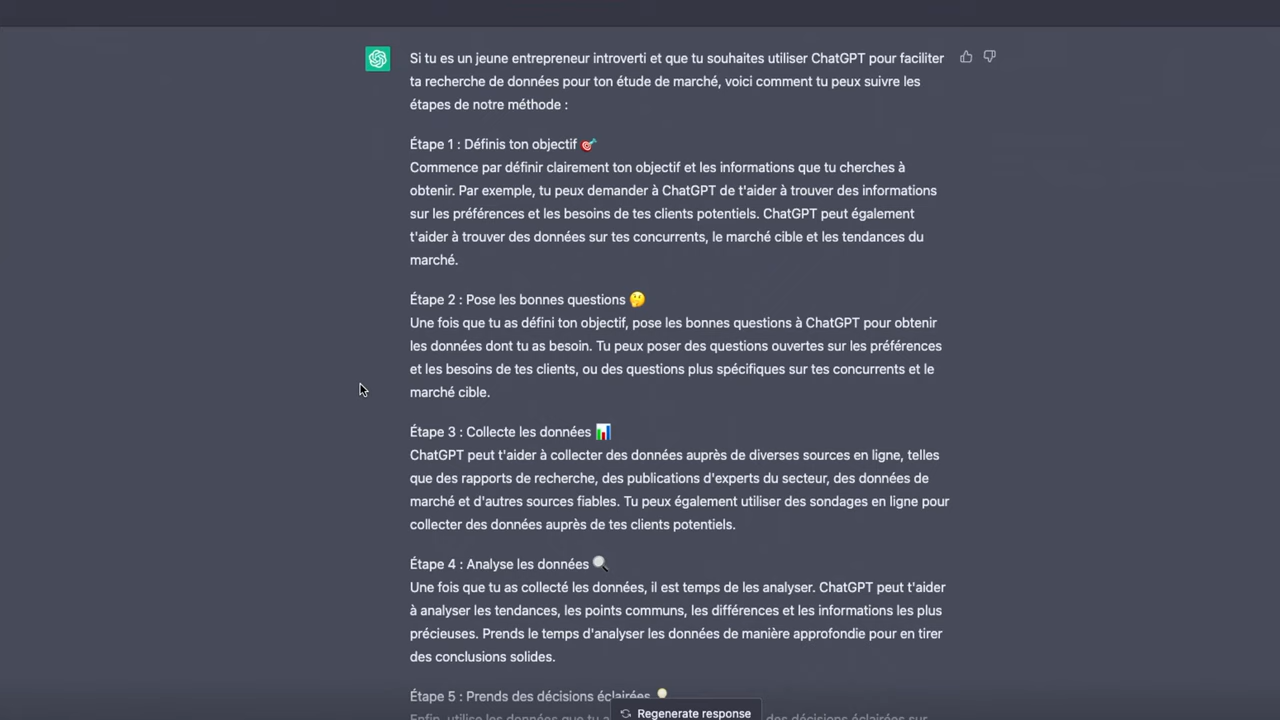 Si tu es un jeune entrepreneur introverti et que tu souhaites utiliser ChatGPT pour faciliter
ta recherche de données pour ton étude de marché, voici comment tu peux suivre les
étapes de notre méthode :
Étape 1 : Définis ton objectif 🎯
Commence par définir clairement ton objectif et les informations que tu cherches à
obtenir. Par exemple, tu peux demander à ChatGPT de t'aider à trouver des informations
sur les préférences et les besoins de tes clients potentiels. ChatGPT peut également
t'aider à trouver des données sur tes concurrents, le marché cible et les tendances du
marché.
Étape 2 : Pose les bonnes questions 🤔
Une fois que tu as défini ton objectif, pose les bonnes questions à ChatGPT pour obtenir
les données dont tu as besoin. Tu peux poser des questions ouvertes sur les préférences
et les besoins de tes clients, ou des questions plus spécifiques sur tes concurrents et le
marché cible.
Étape 3 : Collecte les données 📊
ChatGPT peut t'aider à collecter des données auprès de diverses sources en ligne, telles
que des rapports de recherche, des publications d'experts du secteur, des données de
marché et d'autres sources fiables. Tu peux également utiliser des sondages en ligne pour
collecter des données auprès de tes clients potentiels.
Étape 4 : Analyse les données 🔍
Une fois que tu as collecté les données, il est temps de les analyser. ChatGPT peut t'aider
à analyser les tendances, les points communs, les différences et les informations les plus
précieuses. Prends le temps d'analyser les données de manière approfondie pour en tirer
des conclusions solides.
Étape 5 : Prends des décisions éclairées 💡
Enfin, utilise les données que tu a des décisions éclairées sur
Regenerate response